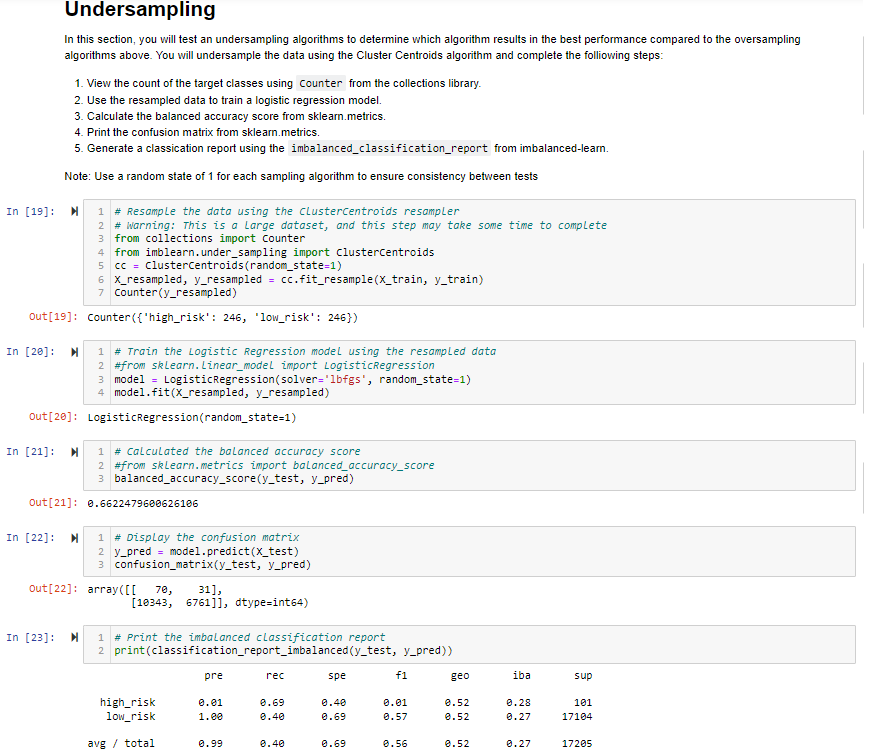 Undersampling
In this section, you will test an undersampling algorithms to determine which algorithm results in the best performance compared to the oversampling
algorithms above. You will undersample the data using the Cluster Centroids algorithm and complete the following steps:
1. View the count of the target classes using Counter from the collections library.
2. Use the resampled data to train a logistic regression model.
3. Calculate the balanced accuracy score from sklearn.metrics.
4. Print the confusion matrix from sklearn.metrics.
5. Generate a classication report using the imbalanced_classification_report from imbalanced-learn.
Note: Use a random state of 1 for each sampling algorithm to ensure consistency between tests
In [19]:
1 # Resample the data using the ClusterCentroids resampler
2 # Warning: This is a large dataset, and this step may take some time to complete
3 from collections import Counter
4 from imblearn.under_sampling import ClusterCentroids
5 cc = ClusterCentroids(random_state=1)
6 X_resampled, y_resampled = cc.fit_resample(X_train, y_train)
7 Counter(y_resampled)
Out[19]: Counter({'high_risk': 246, 'low_risk': 246})
In [20]:
1 # Train the Logistic Regression model using the resampled data
2 #from sklearn.linear_model import LogisticRegression
3 model = LogisticRegression(solver='lbfgs', random_state=1)
4 model.fit(X_resampled, y_resampled)
Out[20]: LogisticRegression(random_state=1)
In [21]:
1 # Calculated the balanced accuracy score
2 #from sklearn.metrics import balanced_accuracy_score
3 balanced_accuracy_score(y_test, y_pred)
Out[21]: 0.6622479600626106
In [22]:
1 # Display the confusion matrix
2 y_pred = model.predict(X_test)
3 confusion_matrix(y_test, y_pred)
Out[22]: array([[ 70, 31],
[10343, 6761]], dtype=int64)
In [23]:
1 # Print the imbalanced classification report
2 print(classification_report_imbalanced(y_test, y_pred))
pre rec spe f1 geo iba sup
high_risk 0.01 0.69 0.40 0.01 0.52 0.28 101
low_risk 1.00 0.40 0.69 0.57 0.52 0.27 17104
avg / total 0.99 0.40 0.69 0.56 0.52 0.27 17205